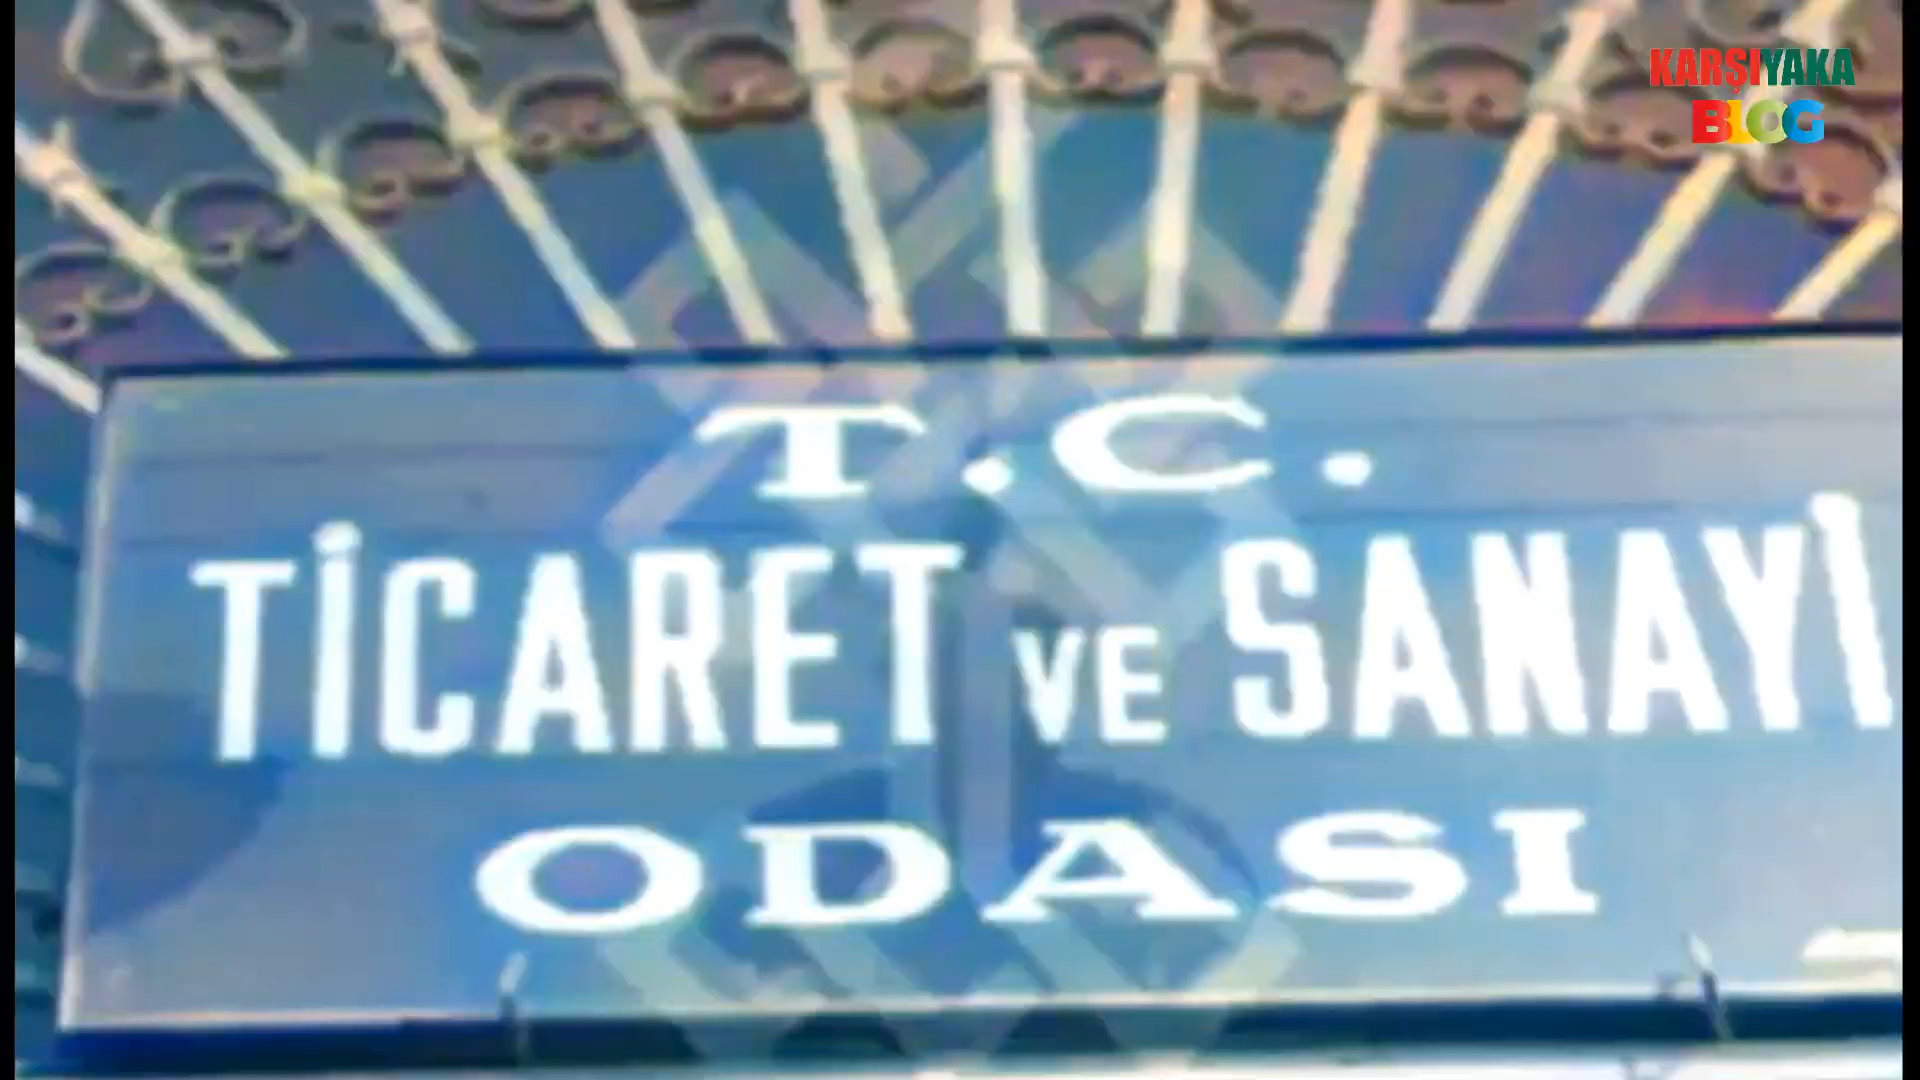 KARŞIYAKA
BLOG
T.C.
TİCARET VE SANAYİ
ODASI